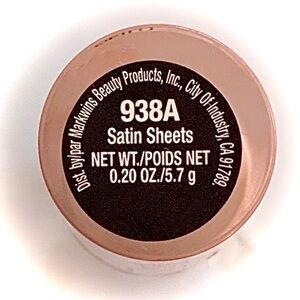 Dist. by/par Markwins Beauty Products, Inc., City Of Industry, CA 91789.
938A
Satin Sheets
NET WT./POIDS NET
0.20 OZ./5.7 g